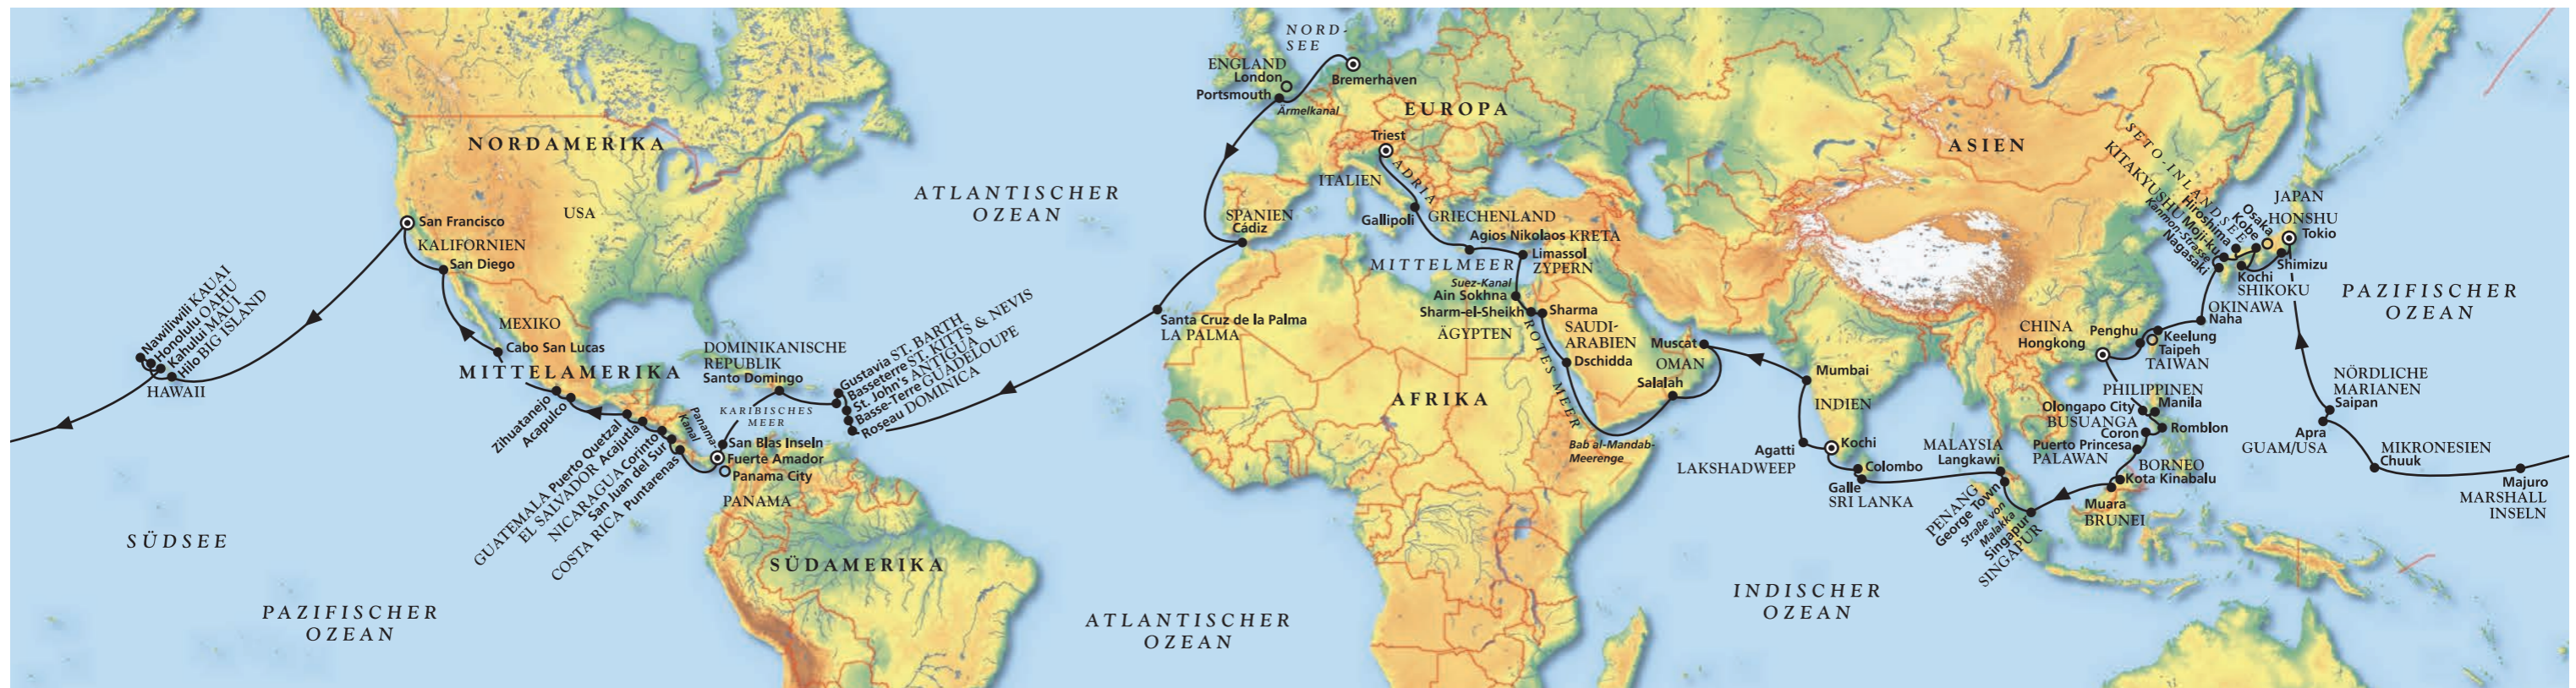 NORD-
SEE
ENGLAND
London
Portsmouth
Bremerhaven
Ärmelkanal
EUROPA
Triest
ADRIA
ITALIEN
SPANIEN
Cádiz
Gallipoli
GRIECHENLAND
Agios Nikolaos KRETA
Limassol
ZYPERN
MITTELMEER
Suez-Kanal
Ain Sokhna
Sharm-el-Sheikh
Sharma
ÄGYPTEN
SAUDI-
ARABIEN
ROTES MEER
Dschidda
Muscat
OMAN
Salalah
Bab al-Mandab-
Meerenge
AFRIKA
NORDAMERIKA
USA
San Francisco
KALIFORNIEN
San Diego
MEXIKO
Cabo San Lucas
MITTELAMERIKA
Zihuatanejo
Acapulco
GUATEMALA Puerto Quetzal
EL SALVADOR Acajutla
NICARAGUA Corinto
San Juan del Sur
COSTA RICA Puntarenas
Panama-
Kanal
San Blas Inseln
Fuerte Amador
Panama City
PANAMA
DOMINIKANISCHE
REPUBLIK
Santo Domingo
KARIBISCHES
MEER
Gustavia ST. BARTH
Basseterre ST. KITTS & NEVIS
St. John's ANTIGUA
Basse-Terre GUADELOUPE
Roseau DOMINICA
ATLANTISCHER
OZEAN
Santa Cruz de la Palma
LA PALMA
Nawiliwili KAUAI
Honolulu OAHU
Kahului MAUI
Hilo BIG ISLAND
HAWAII
SÜDSEE
PAZIFISCHER
OZEAN
SÜDAMERIKA
ATLANTISCHER
OZEAN
ASIEN
Mumbai
INDIEN
Agatti
LAKSHADWEEP
Kochi
Colombo
Galle
SRI LANKA
INDISCHER
OZEAN
MALAYSIA
Langkawi
PENANG
George Town
Straße von
Malakka
Singapur
SINGAPUR
SETO-INLANDSEE
KITAKYUSHU Moji-ku
Kanmon-Strasse
Nagasaki
Hiroshima
Kobe
Osaka
JAPAN
HONSHU
Tokio
Shimizu
Kochi
SHIKOKU
OKINAWA
Naha
CHINA
Hongkong
Penghu
Keelung
Taipeh
TAIWAN
PHILIPPINEN
Olongapo City
Manila
BUSUANGA
Coron
Romblon
Puerto Princesa
PALAWAN
BORNEO
Kota Kinabalu
Muara
BRUNEI
PAZIFISCHER
OZEAN
NÖRDLICHE
MARIANEN
Saipan
Apra
GUAM/USA
MIKRONESIEN
Chuuk
Majuro
MARSHALL
INSELN